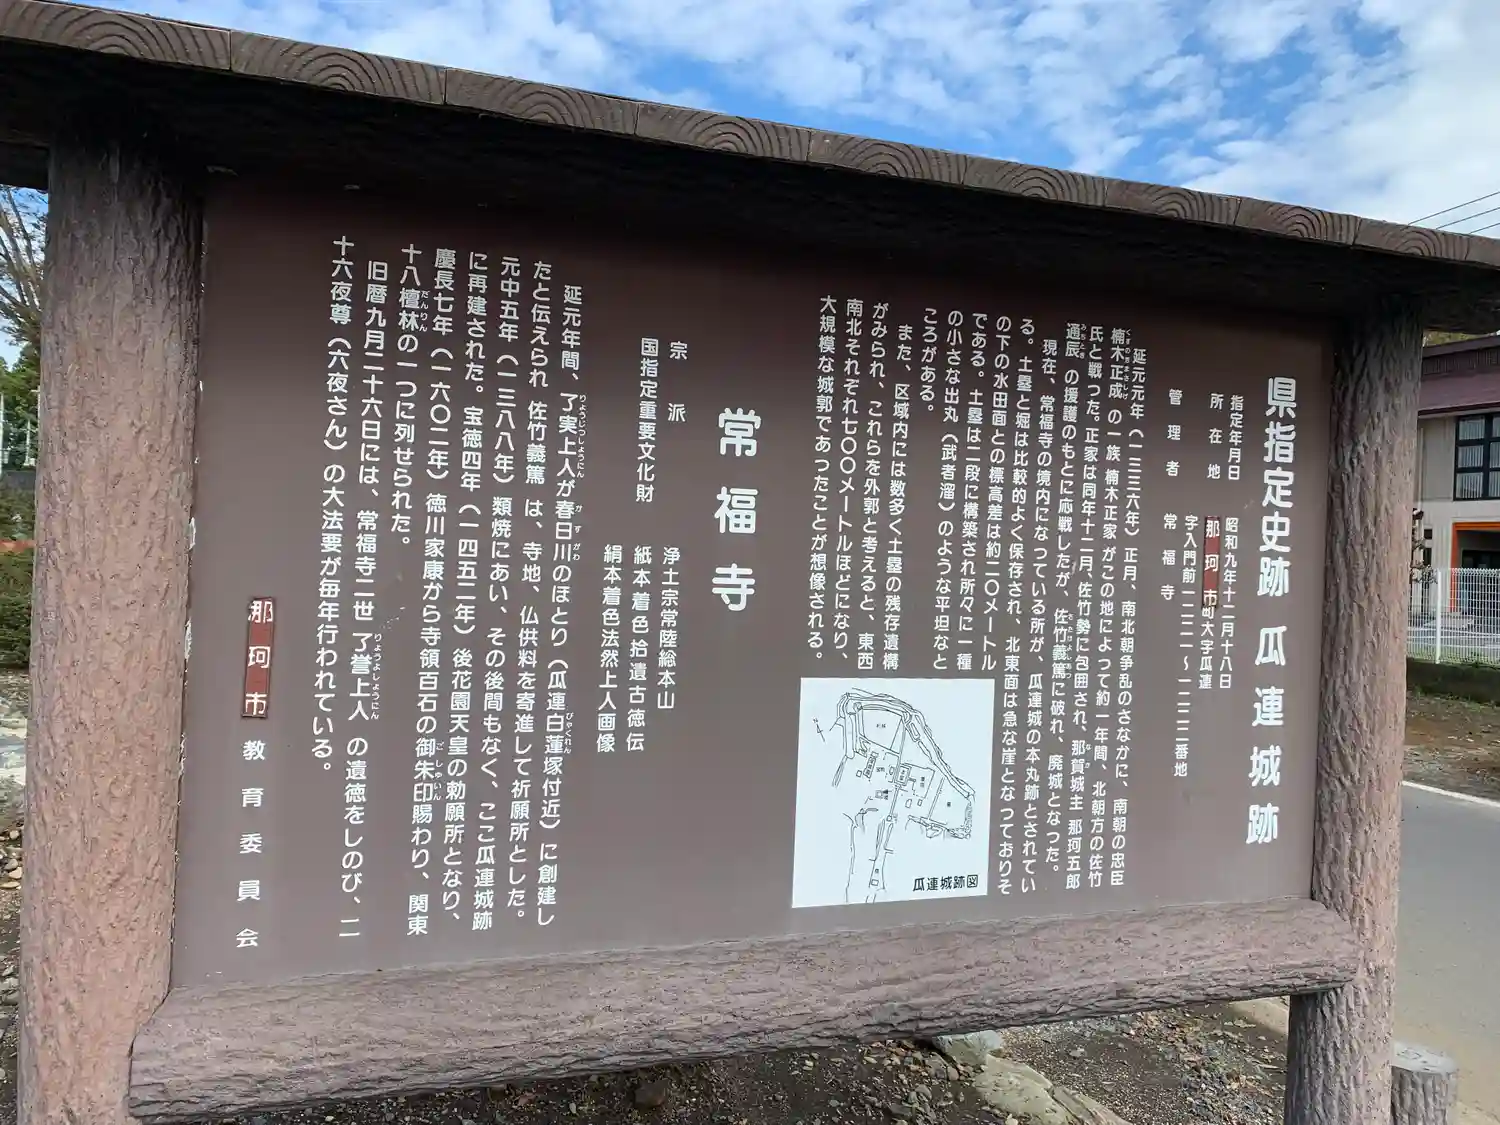 県指定史跡 瓜連城跡
指定年月日 昭和九年十二月十八日
所在地 那珂市町大字瓜連
字入門前一二二一~一二二二番地
管理者 常福寺
延元元年(一三三六年)正月、南北朝争乱のさなかに、南朝の忠臣
楠木正成の一族 楠木正家がこの地によって約一年間、北朝方の佐竹
氏と戦った。正家は同年十二月、佐竹勢に包囲され、那賀城主 那珂五郎
通辰の援護のもとに応戦したが、佐竹義篤に破れ、廃城となった。
現在、常福寺の境内になっている所が、瓜連城の本丸跡とされてい
る。土塁と堀は比較的よく保存され、北東面は急な崖となっておりそ
の下の水田面との標高差は約二〇メートル
である。土塁は二段に構築され所々に一種
の小さな出丸(武者溜)のような平坦なと
ころがある。
また、区域内には数多く土塁の残存遺構
がみられ、これらを外郭と考えると、東西
南北それぞれ七〇〇メートルほどになり、
大規模な城郭であったことが想像される。
瓜連城跡図
常福寺
宗派 浄土宗常陸総本山
国指定重要文化財 紙本着色拾遺古徳伝
絹本着色法然上人画像
延元年間、了実上人が春日川のほとり(瓜連白蓮塚付近)に創建し
たと伝えられ 佐竹義篤は、寺地、仏供料を寄進して祈願所とした。
元中五年(一三八八年)類焼にあい、その後間もなく、ここ瓜連城跡
に再建された。宝徳四年(一四五二年)後花園天皇の勅願所となり、
慶長七年(一六〇二年)徳川家康から寺領百石の御朱印賜わり、関東
十八檀林の一つに列せられた。
旧暦九月二十六日には、常福寺二世 了誉上人の遺徳をしのび、二
十六夜尊(六夜さん)の大法要が毎年行われている。
那珂市教育委員会